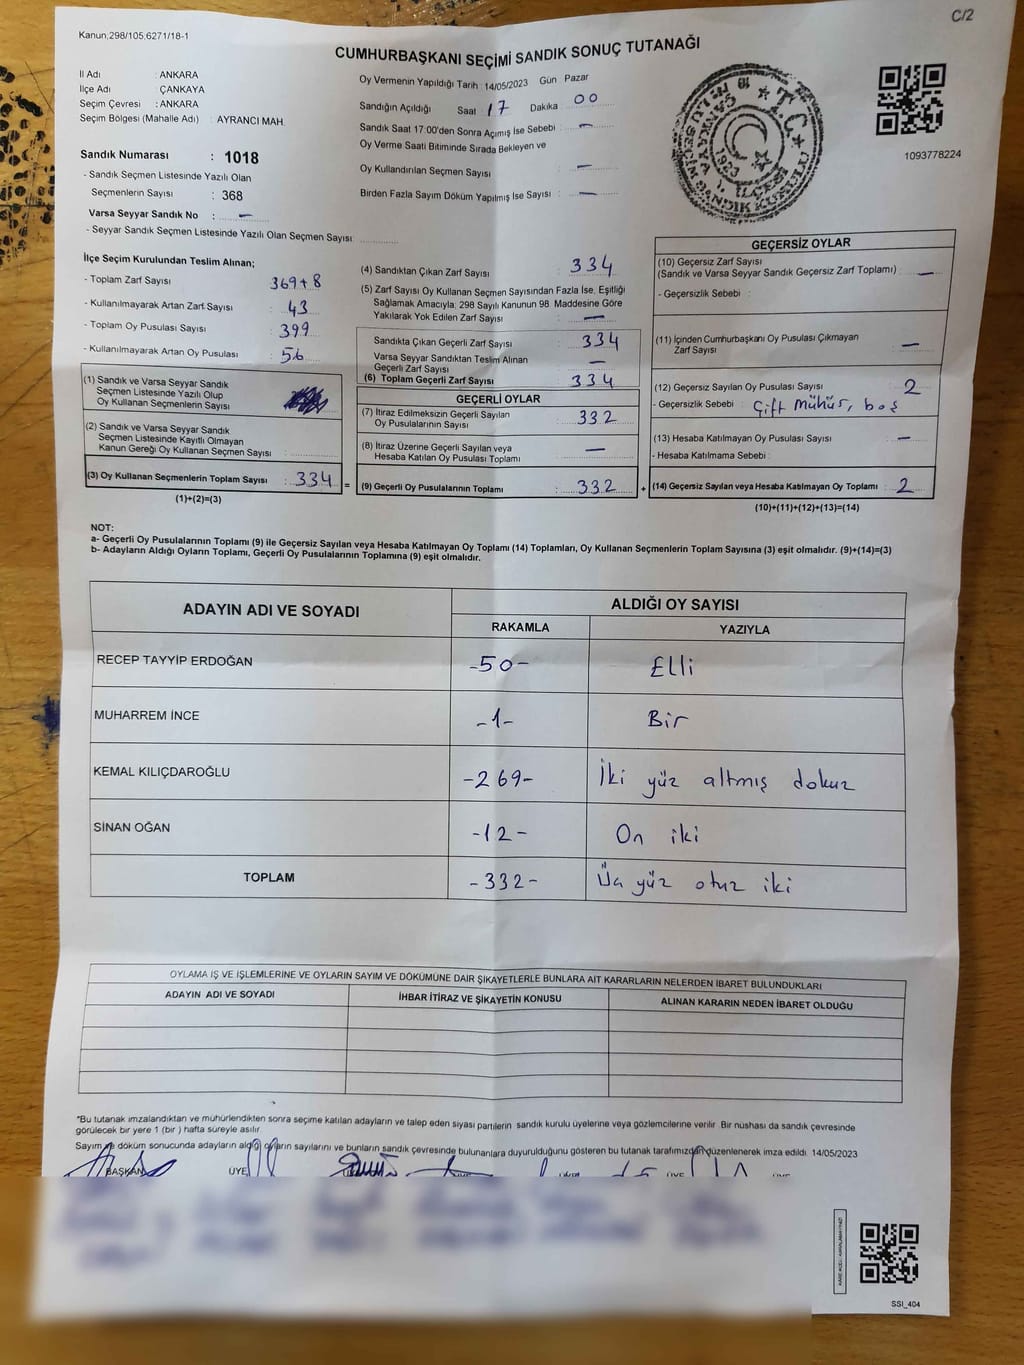 C/2
Kanun,298/105.6271/18-1
CUMHURBAŞKANI SEÇİMİ SANDIK SONUÇ TUTANAĞI
İl Adı : ANKARA
İlçe Adı : ÇANKAYA
Seçim Çevresi : ANKARA
Seçim Bölgesi (Mahalle Adı) : AYRANCI MAH.
Sandık Numarası : 1018
- Sandık Seçmen Listesinde Yazılı Olan
Seçmenlerin Sayısı : 368
Varsa Seyyar Sandık No : —
- Seyyar Sandık Seçmen Listesinde Yazılı Olan Seçmen Sayısı
Oy Vermenin Yapıldığı Tarih : 14/05/2023 Gün Pazar
Sandığın Açıldığı Saat 17 Dakika 00
Sandık Saat 17:00'den Sonra Açımış İse Sebebi : —
Oy Verme Saati Bitiminde Sırada Bekleyen ve
Oy Kullandırılan Seçmen Sayısı —
Birden Fazla Sayım Döküm Yapılmış İse Sayısı : —
T.C.
1923
1093778224
İlçe Seçim Kurulundan Teslim Alınan;
- Toplam Zarf Sayısı : 369+8
- Kullanılmayarak Artan Zarf Sayısı : 43
- Toplam Oy Pusulası Sayısı : 399
- Kullanılmayarak Artan Oy Pusulası : 56
(1) Sandık ve Varsa Seyyar Sandık
Seçmen Listesinde Yazılı Olup
Oy Kullanan Seçmenlerin Sayısı
(2) Sandık ve Varsa Seyyar Sandık
Seçmen Listesinde Kayıtlı Olmayan
Kanun Gereği Oy Kullanan Seçmen Sayısı
(3) Oy Kullanan Seçmenlerin Toplam Sayısı : 334 =
(1)+(2)=(3)
(4) Sandıktan Çıkan Zarf Sayısı : 334
(5) Zarf Sayısı Oy Kullanan Seçmen Sayısından Fazla İse, Eşitliği
Sağlamak Amacıyla; 298 Sayılı Kanunun 98. Maddesine Göre
Yakılarak Yok Edilen Zarf Sayısı : —
Sandıkta Çıkan Geçerli Zarf Sayısı : 334
Varsa Seyyar Sandıktan Teslim Alınan
Geçerli Zarf Sayısı : —
(6) Toplam Geçerli Zarf Sayısı : 334
GEÇERLİ OYLAR
(7) İtiraz Edilmeksizin Geçerli Sayılan
Oy Pusulalarının Sayısı : 332
(8) İtiraz Üzerine Geçerli Sayılan veya
Hesaba Katılan Oy Pusulası Toplamı : —
(9) Geçerli Oy Pusulalarının Toplamı : 332 +
GEÇERSİZ OYLAR
(10) Geçersiz Zarf Sayısı
(Sandık ve Varsa Seyyar Sandık Geçersiz Zarf Toplamı) : —
- Geçersizlik Sebebi :
(11) İçinden Cumhurbaşkanı Oy Pusulası Çıkmayan
Zarf Sayısı : —
(12) Geçersiz Sayılan Oy Pusulası Sayısı : 2
- Geçersizlik Sebebi : Çift Mühür, boş
(13) Hesaba Katılmayan Oy Pusulası Sayısı : —
- Hesaba Katılmama Sebebi :
(14) Geçersiz Sayılan veya Hesaba Katılmayan Oy Toplamı : 2
(10)+(11)+(12)+(13)=(14)
NOT:
a- Geçerli Oy Pusulalarının Toplamı (9) ile Geçersiz Sayılan veya Hesaba Katılmayan Oy Toplamı (14) Toplamları, Oy Kullanan Seçmenlerin Toplam Sayısına (3) eşit olmalıdır. (9)+(14)=(3)
b- Adayların Aldığı Oyların Toplamı, Geçerli Oy Pusulalarının Toplamına (9) eşit olmalıdır.
ADAYIN ADI VE SOYADI ALDIĞI OY SAYISI
RAKAMLA YAZIYLA
RECEP TAYYİP ERDOĞAN -50- Elli
MUHARREM İNCE -1- Bir
KEMAL KILIÇDAROĞLU -269- İki yüz altmış dokuz
SİNAN OĞAN -12- On iki
TOPLAM -332- Üç yüz otuz iki
OYLAMA İŞ VE İŞLEMLERİNE VE OYLARIN SAYIM VE DÖKÜMÜNE DAİR ŞİKAYETLERLE BUNLARA AİT KARARLARIN NELERDEN İBARET BULUNDUKLARI
ADAYIN ADI VE SOYADI İHBAR İTİRAZ VE ŞİKAYETİN KONUSU ALINAN KARARIN NEDEN İBARET OLDUĞU
*Bu tutanak imzalandıktan ve mühürlendikten sonra seçime katılan adayların ve talep eden siyasi partilerin sandık kurulu üyelerine veya gözlemcilerine verilir. Bir nüshası da sandık çevresinde
görülecek bir yere 1 (bir ) hafta süreyle asılır.
Sayım ve döküm sonucunda adayların aldığı oyların sayılarını ve bunların sandık çevresinde bulunanlara duyurulduğunu gösteren bu tutanak tarafımızdan düzenlenerek imza edildi. 14/05/2023
BAŞKAN ÜYE ÜYE
SSI_404